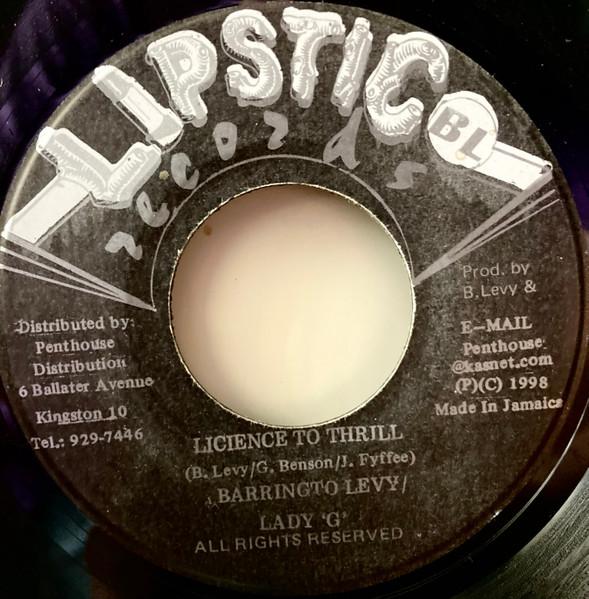 LIPSTIC
BL
records
Prod. by
B.Levy &
Distributed by:
Penthouse
Distribution
6 Ballater Avenue
Kingston 10
Tel.: 929-7446
E-MAIL
Penthouse
@kasnet.com
(P)(C) 1998
Made In Jamaica
LICIENCE TO THRILL
(B. Levy/G. Benson/J. Fyffee)
BARRINGTO LEVY/
LADY 'G'
ALL RIGHTS RESERVED